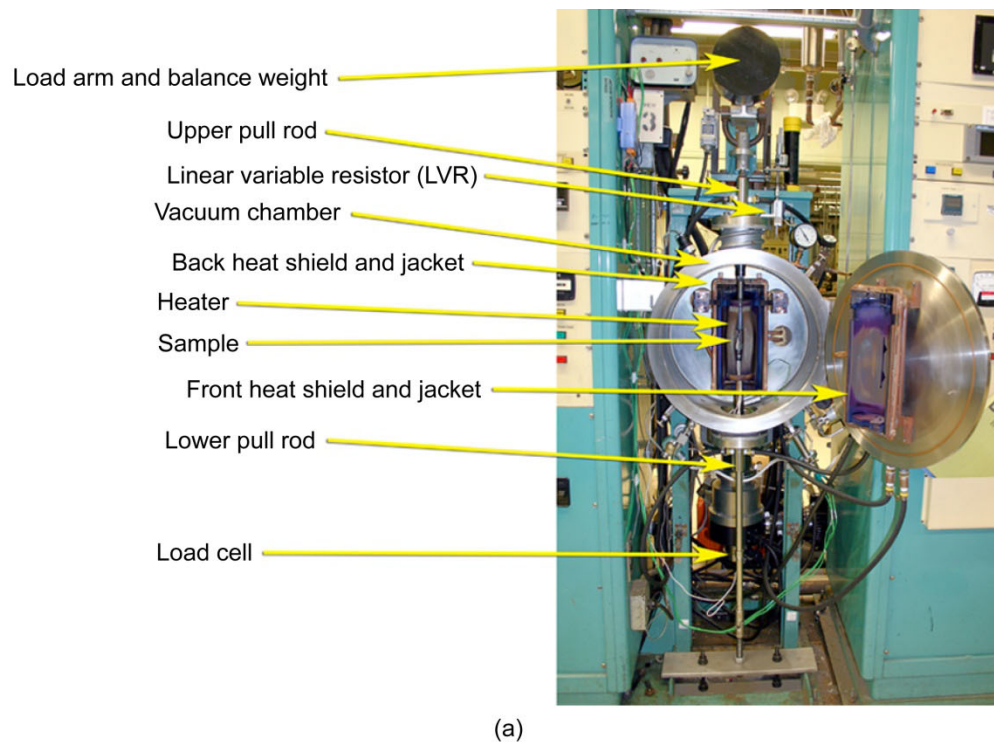 Load arm and balance weight
Upper pull rod
Linear variable resistor (LVR)
Vacuum chamber
Back heat shield and jacket
Heater
Sample
Front heat shield and jacket
Lower pull rod
Load cell
3
(a)